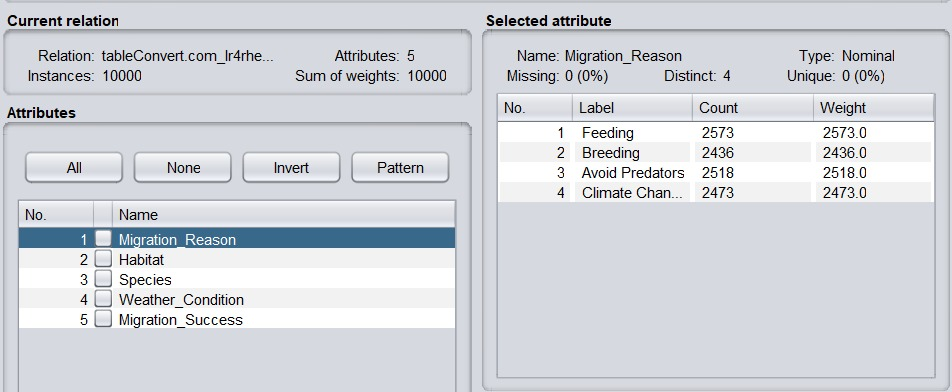 Current relation
Relation: tableConvert.com_lr4rhe... Attributes: 5
Instances: 10000 Sum of weights: 10000
Attributes
All None Invert Pattern
No. Name
1 Migration_Reason
2 Habitat
3 Species
4 Weather_Condition
5 Migration_Success
Selected attribute
Name: Migration_Reason Type: Nominal
Missing: 0 (0%) Distinct: 4 Unique: 0 (0%)
No. Label Count Weight
1 Feeding 2573 2573.0
2 Breeding 2436 2436.0
3 Avoid Predators 2518 2518.0
4 Climate Chan... 2473 2473.0